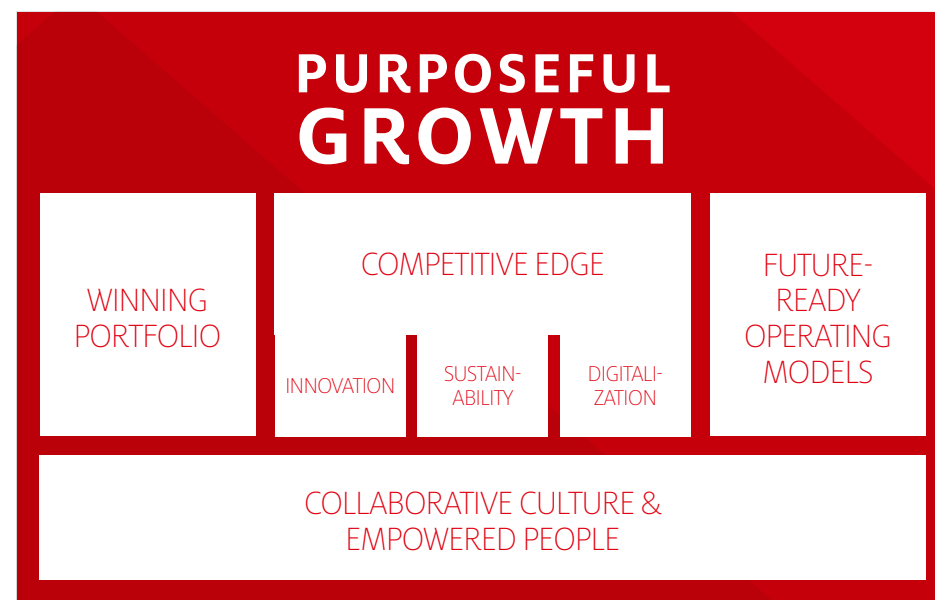 PURPOSEFUL
GROWTH
WINNING
PORTFOLIO
COMPETITIVE EDGE
INNOVATION
SUSTAIN-
ABILITY
DIGITALI-
ZATION
FUTURE-
READY
OPERATING
MODELS
COLLABORATIVE CULTURE &
EMPOWERED PEOPLE